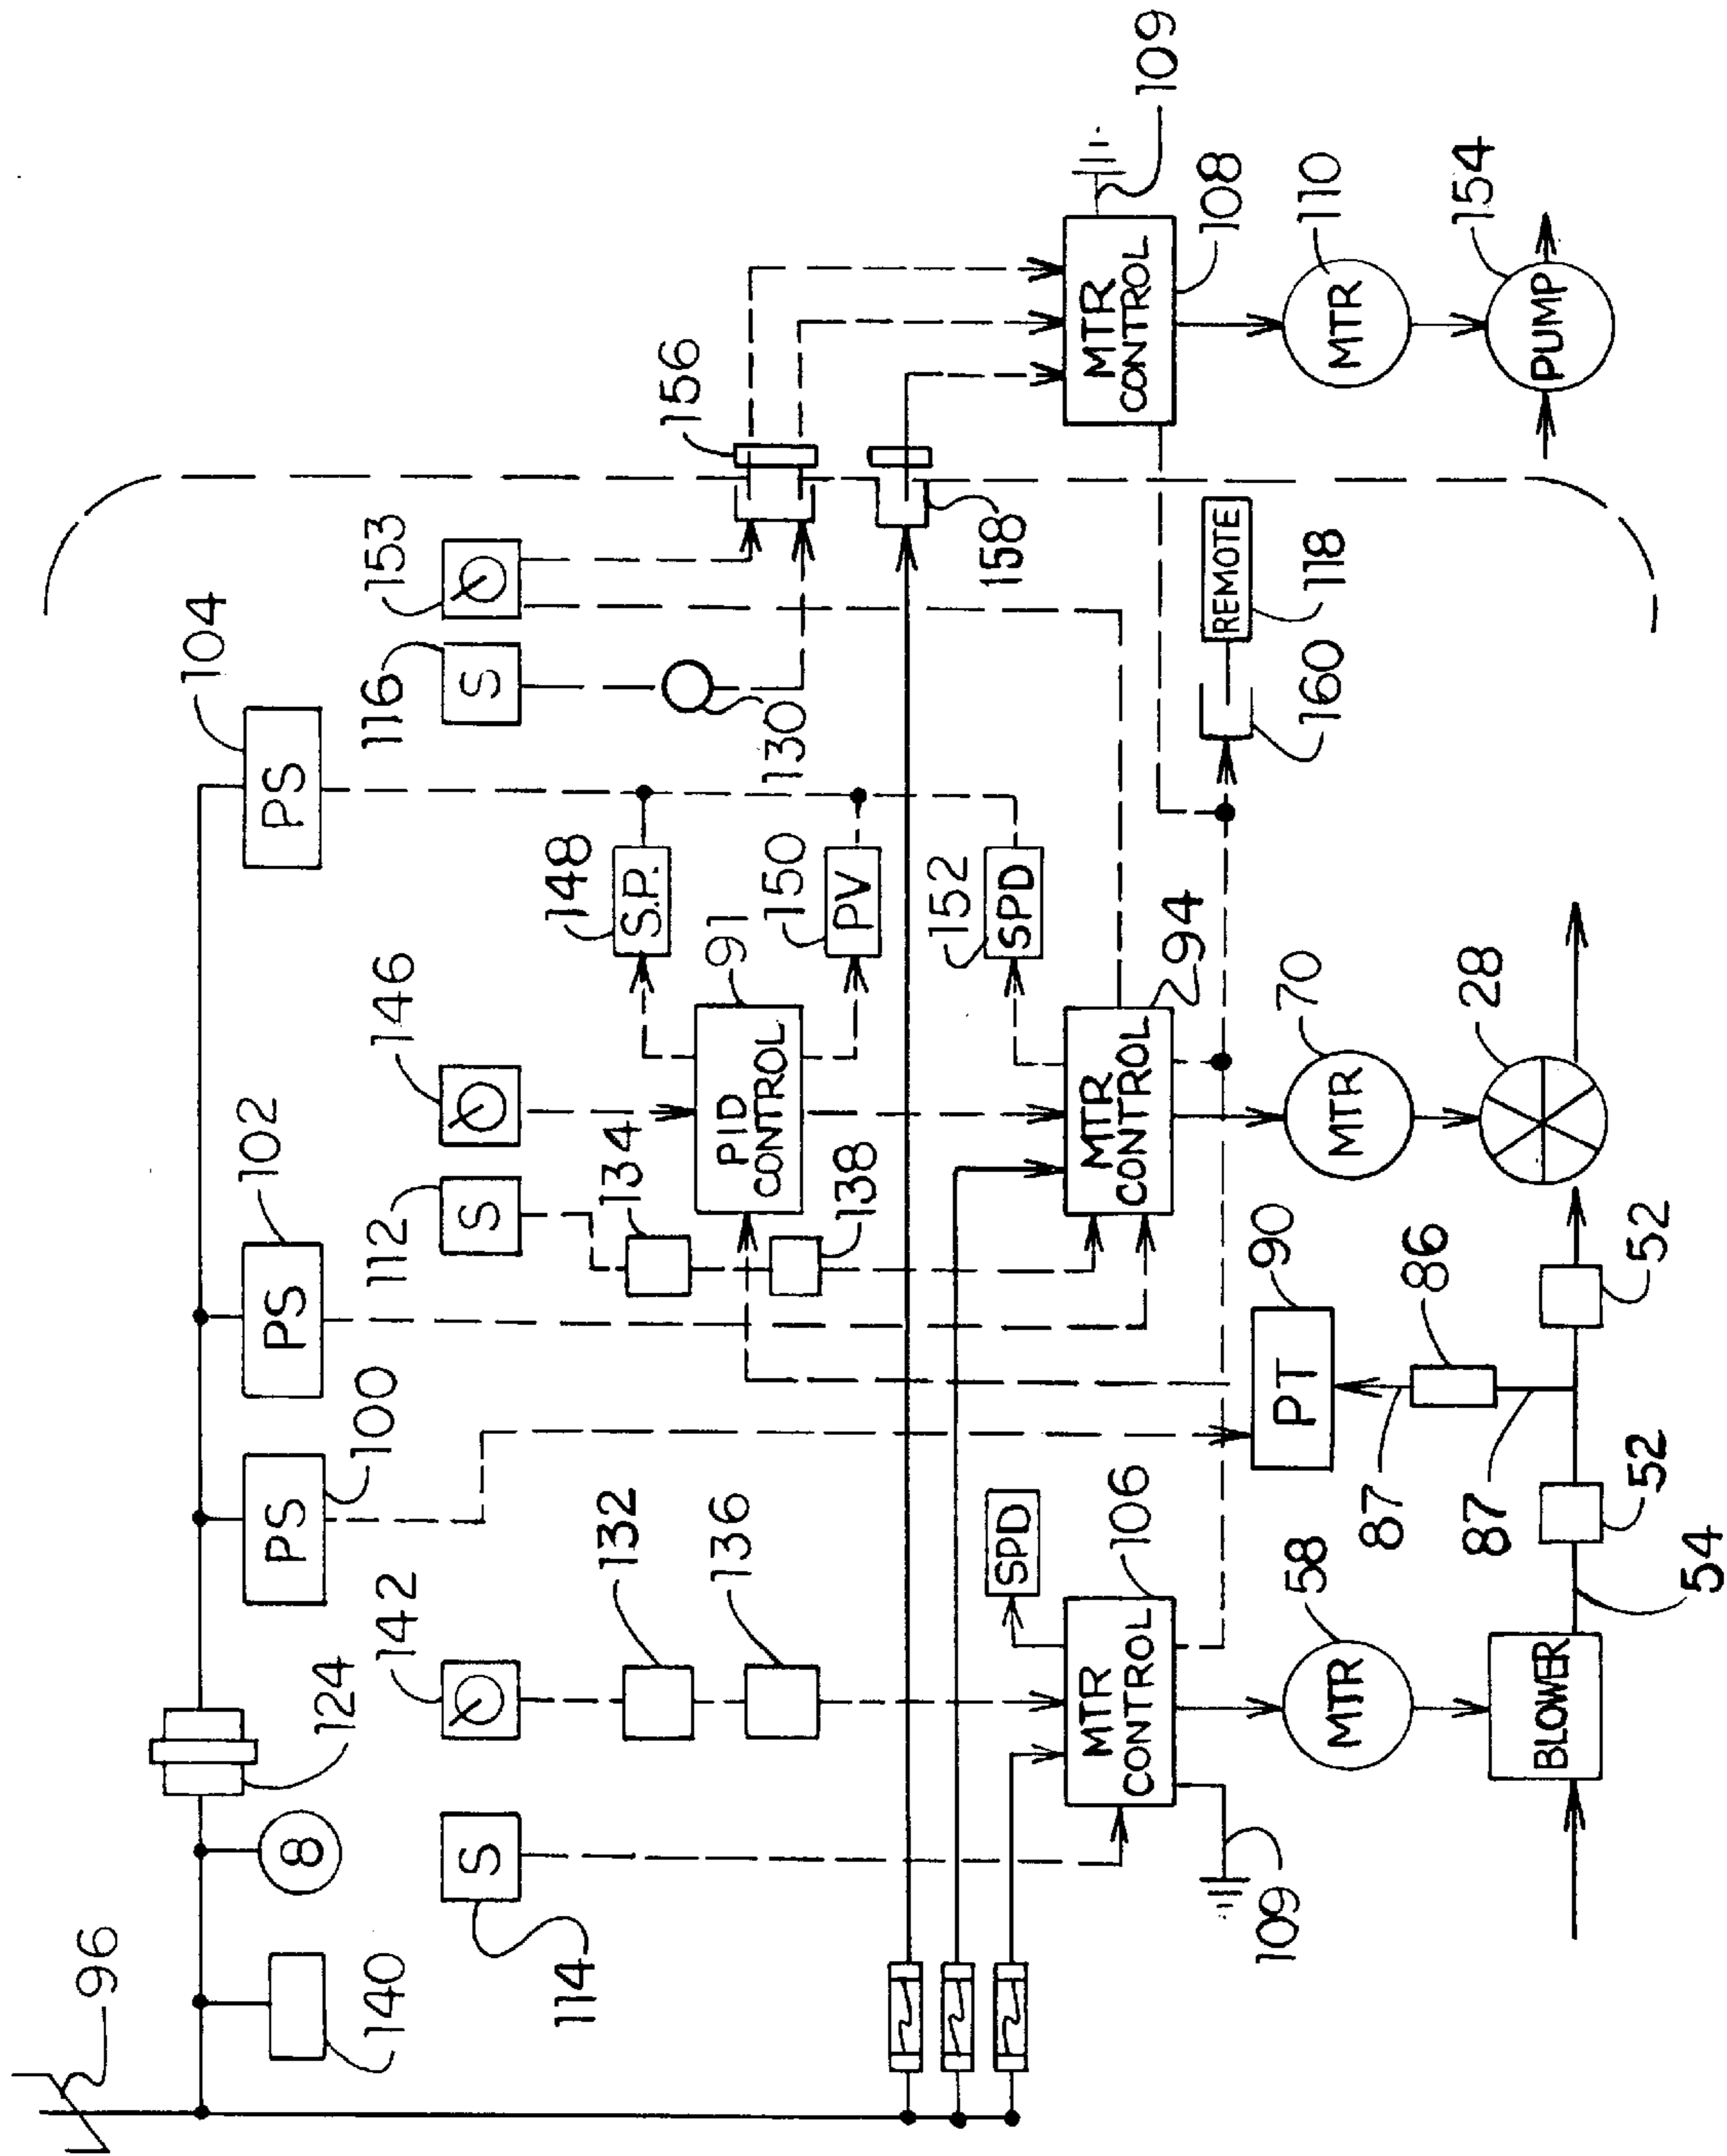 96
140
8
124
PS
100
PS
102
PS
104
114
S
142
132
136
112
S
134
138
146
PID
CONTROL
91
S.P.
148
PV
150
SPD
152
116
S
130
153
156
158
SPD
MTR
CONTROL
106
109
MTR
CONTROL
94
MTR
CONTROL
108
109
REMOTE
118
160
MTR
58
PT
90
87
86
87
MTR
70
MTR
110
BLOWER
54
52
52
28
PUMP
154